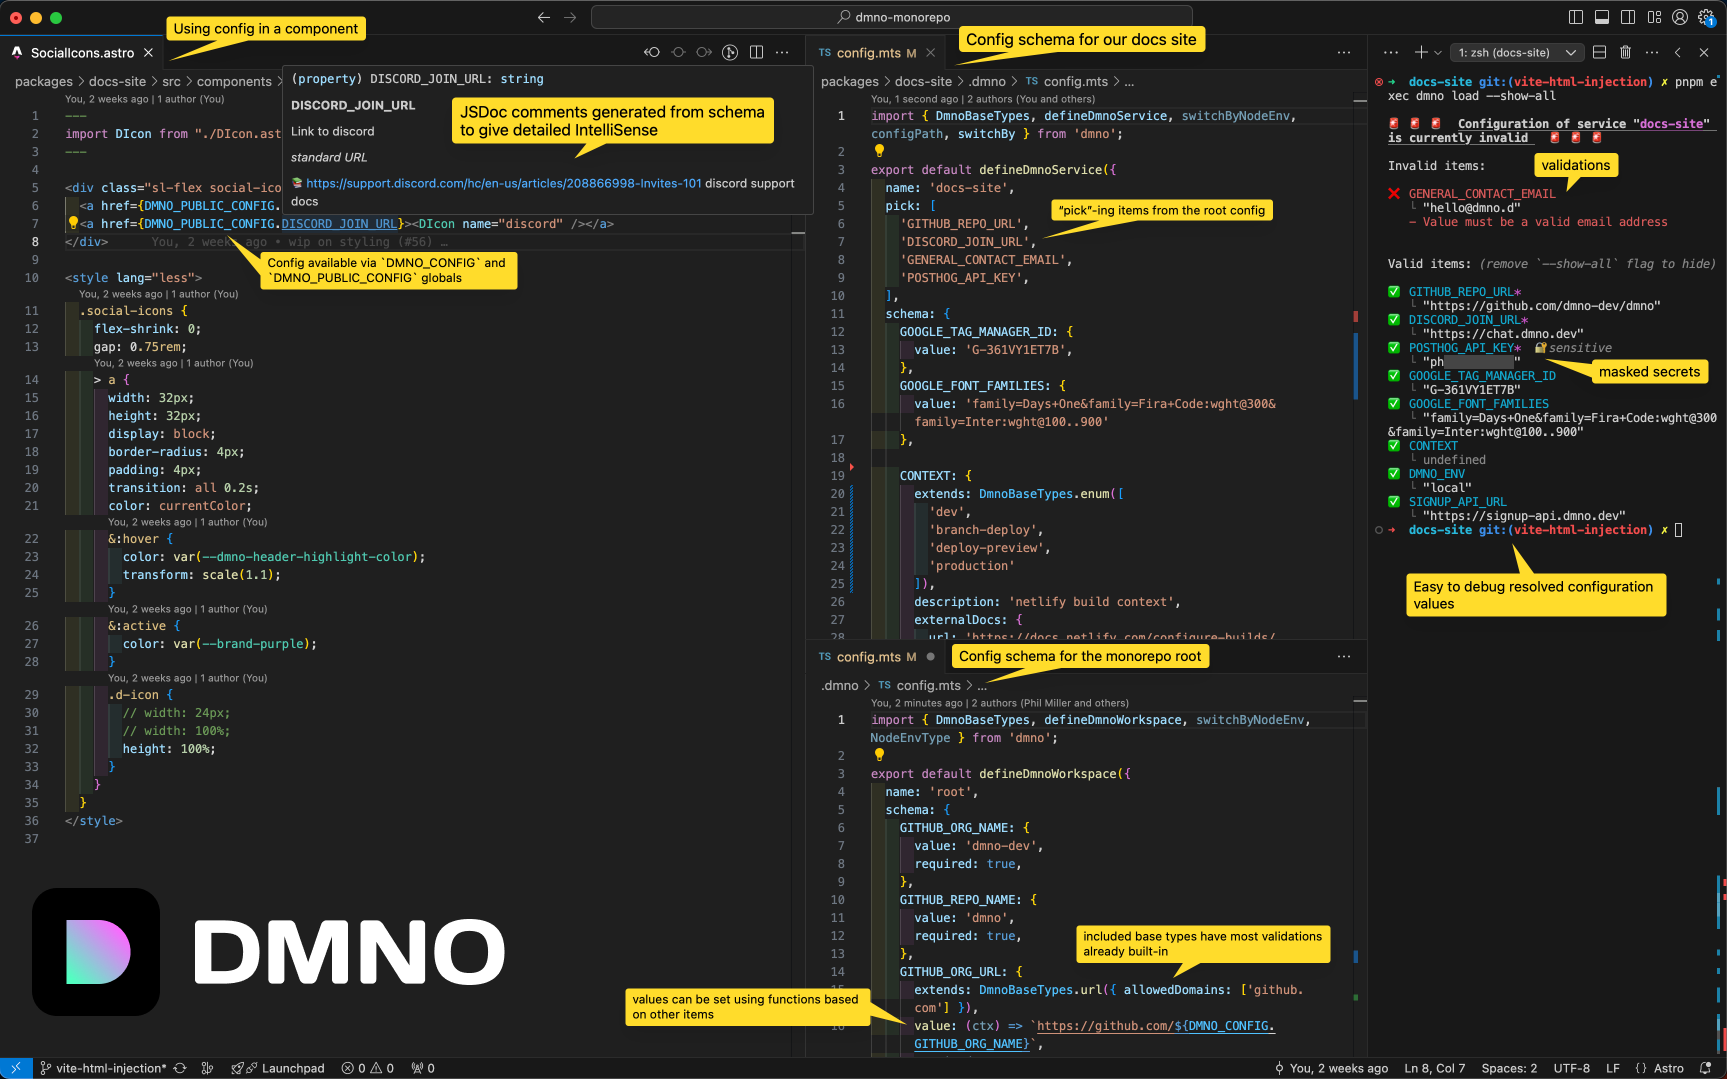 dmno-monorepo
1
Using config in a component
SocialIcons.astro
packages > docs-site > src > components >
You, 2 weeks ago | 1 author (You)
1 ---
2 import DIcon from "./DIcon.ast
3 ---
4
5 <div class="sl-flex social-ico
6 <a href={DMNO_PUBLIC_CONFIG.
7 <a href={DMNO_PUBLIC_CONFIG.DISCORD_JOIN_URL}><DIcon name="discord" /></a>
8 </div> You, 2 weeks ago • wip on styling (#56) …
9
10 <style lang="less">
You, 2 weeks ago | 1 author (You)
11 .social-icons {
12 flex-shrink: 0;
13 gap: 0.75rem;
You, 2 weeks ago | 1 author (You)
14 > a {
15 width: 32px;
16 height: 32px;
17 display: block;
18 border-radius: 4px;
19 padding: 4px;
20 transition: all 0.2s;
21 color: currentColor;
You, 2 weeks ago | 1 author (You)
22 &:hover {
23 color: var(--dmno-header-highlight-color);
24 transform: scale(1.1);
25 }
You, 2 weeks ago | 1 author (You)
26 &:active {
27 color: var(--brand-purple);
28 }
You, 2 weeks ago | 1 author (You)
29 .d-icon {
30 // width: 24px;
31 // width: 100%;
32 height: 100%;
33 }
34 }
35 }
36 </style>
37
(property) DISCORD_JOIN_URL: string
DISCORD_JOIN_URL
Link to discord
standard URL
https://support.discord.com/hc/en-us/articles/208866998-Invites-101 discord support
docs
JSDoc comments generated from schema
to give detailed IntelliSense
Config available via `DMNO_CONFIG` and
`DMNO_PUBLIC_CONFIG` globals
DMNO
TS config.mts M
Config schema for our docs site
packages > docs-site > .dmno > TS config.mts > ...
You, 1 second ago | 2 authors (You and others)
1 import { DmnoBaseTypes, defineDmnoService, switchByNodeEnv,
configPath, switchBy } from 'dmno';
2
3 export default defineDmnoService({
4 name: 'docs-site',
5 pick: [
6 'GITHUB_REPO_URL',
7 'DISCORD_JOIN_URL',
8 'GENERAL_CONTACT_EMAIL',
9 'POSTHOG_API_KEY',
10 ],
11 schema: {
12 GOOGLE_TAG_MANAGER_ID: {
13 value: 'G-361VY1ET7B',
14 },
15 GOOGLE_FONT_FAMILIES: {
16 value: 'family=Days+One&family=Fira+Code:wght@300&
family=Inter:wght@100..900'
17 },
18
19 CONTEXT: {
20 extends: DmnoBaseTypes.enum([
21 'dev',
22 'branch-deploy',
23 'deploy-preview',
24 'production'
25 ]),
26 description: 'netlify build context',
27 externalDocs: {
28 url: 'https://docs.netlify.com/configure-builds/
"pick"-ing items from the root config
TS config.mts M
Config schema for the monorepo root
.dmno > TS config.mts > ...
You, 2 minutes ago | 2 authors (Phil Miller and others)
1 import { DmnoBaseTypes, defineDmnoWorkspace, switchByNodeEnv,
NodeEnvType } from 'dmno';
2
3 export default defineDmnoWorkspace({
4 name: 'root',
5 schema: {
6 GITHUB_ORG_NAME: {
7 value: 'dmno-dev',
8 required: true,
9 },
10 GITHUB_REPO_NAME: {
11 value: 'dmno',
12 required: true,
13 },
14 GITHUB_ORG_URL: {
15 extends: DmnoBaseTypes.url({ allowedDomains: ['github.
com'] }),
16 value: (ctx) => `https://github.com/${DMNO_CONFIG.
GITHUB_ORG_NAME}`,
included base types have most validations
already built-in
values can be set using functions based
on other items
1: zsh (docs-site)
docs-site git:(vite-html-injection) ✗ pnpm e
xec dmno load --show-all
Configuration of service "docs-site"
is currently invalid
Invalid items:
validations
GENERAL_CONTACT_EMAIL
└ "hello@dmno.d"
- Value must be a valid email address
Valid items: (remove `--show-all` flag to hide)
GITHUB_REPO_URL*
└ "https://github.com/dmno-dev/dmno"
DISCORD_JOIN_URL*
└ "https://chat.dmno.dev"
POSTHOG_API_KEY* sensitive
└ "ph "
masked secrets
GOOGLE_TAG_MANAGER_ID
└ "G-361VY1ET7B"
GOOGLE_FONT_FAMILIES
└ "family=Days+One&family=Fira+Code:wght@300
&family=Inter:wght@100..900"
CONTEXT
└ undefined
DMNO_ENV
└ "local"
SIGNUP_API_URL
└ "https://signup-api.dmno.dev"
docs-site git:(vite-html-injection) ✗
Easy to debug resolved configuration
values
vite-html-injection* Launchpad 0 0 0
You, 2 weeks ago Ln 8, Col 7 Spaces: 2 UTF-8 LF {} Astro